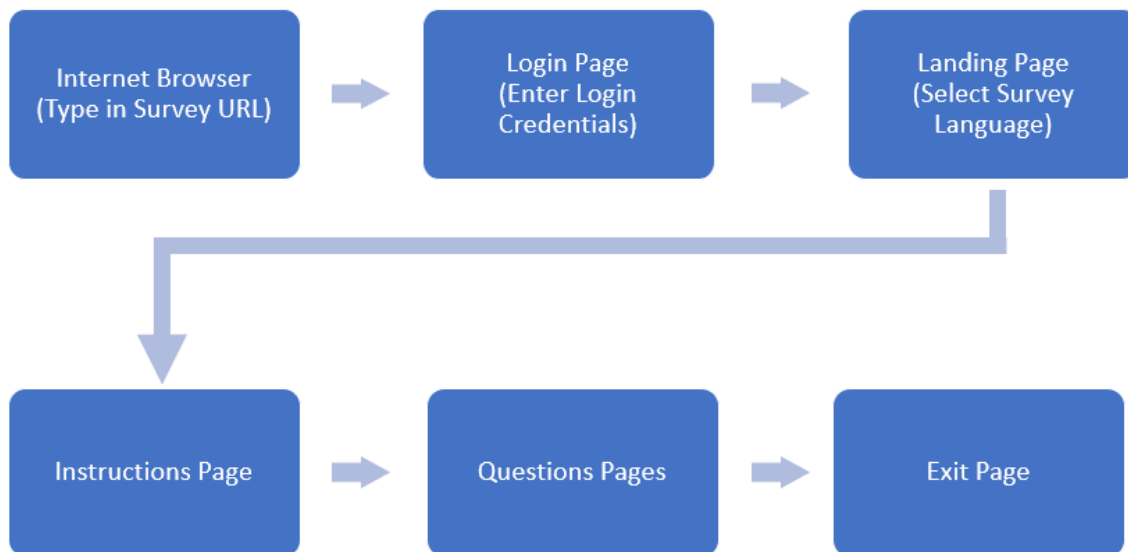 Internet Browser
(Type in Survey URL)
Login Page
(Enter Login
Credentials)
Landing Page
(Select Survey
Language)
Instructions Page
Questions Pages
Exit Page